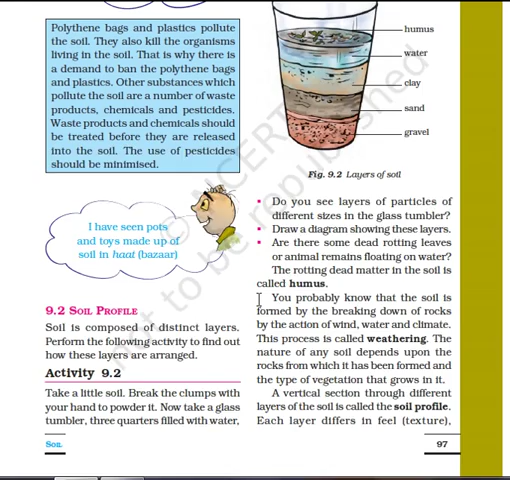 Polythene bags and plastics pollute
the soil. They also kill the organisms
living in the soil. That is why there is
a demand to ban the polythene bags
and plastics. Other substances which
pollute the soil are a number of waste
products, chemicals and pesticides.
Waste products and chemicals should
be treated before they are released
into the soil. The use of pesticides
should be minimised.
I have seen pots
and toys made up of
soil in haat (bazaar)
9.2 SOIL PROFILE
Soil is composed of distinct layers.
Perform the following activity to find out
how these layers are arranged.
Activity 9.2
Take a little soil. Break the clumps with
your hand to powder it. Now take a glass
tumbler, three quarters filled with water,
humus
water
clay
sand
gravel
Fig. 9.2 Layers of soil
• Do you see layers of particles of
different sizes in the glass tumbler?
• Draw a diagram showing these layers.
• Are there some dead rotting leaves
or animal remains floating on water?
The rotting dead matter in the soil is
called humus.
You probably know that the soil is
formed by the breaking down of rocks
by the action of wind, water and climate.
This process is called weathering. The
nature of any soil depends upon the
rocks from which it has been formed and
the type of vegetation that grows in it.
A vertical section through different
layers of the soil is called the soil profile.
Each layer differs in feel (texture),
SOIL
97
© NCERT
not to be republished